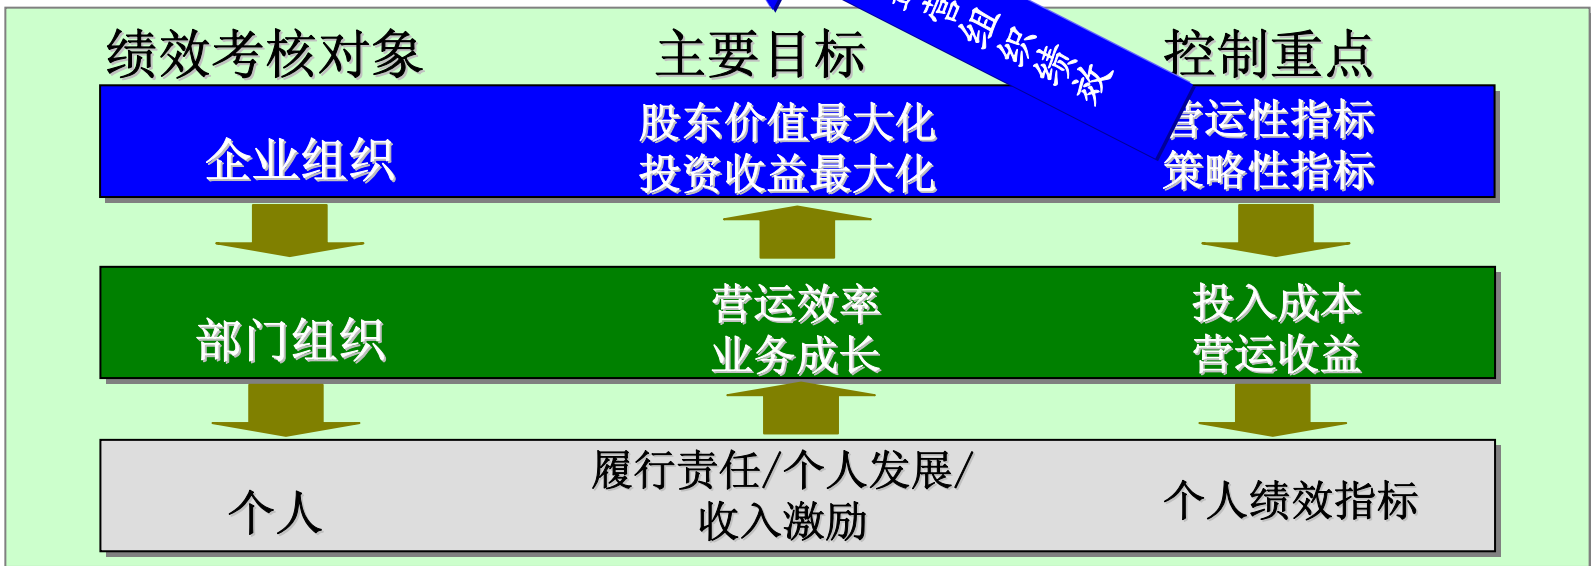 绩效考核对象 主要目标 控制重点
营组织绩效
企业组织
股东价值最大化
投资收益最大化
营运性指标
策略性指标
部门组织
营运效率
业务成长
投入成本
营运收益
个人
履行责任/个人发展/
收入激励
个人绩效指标